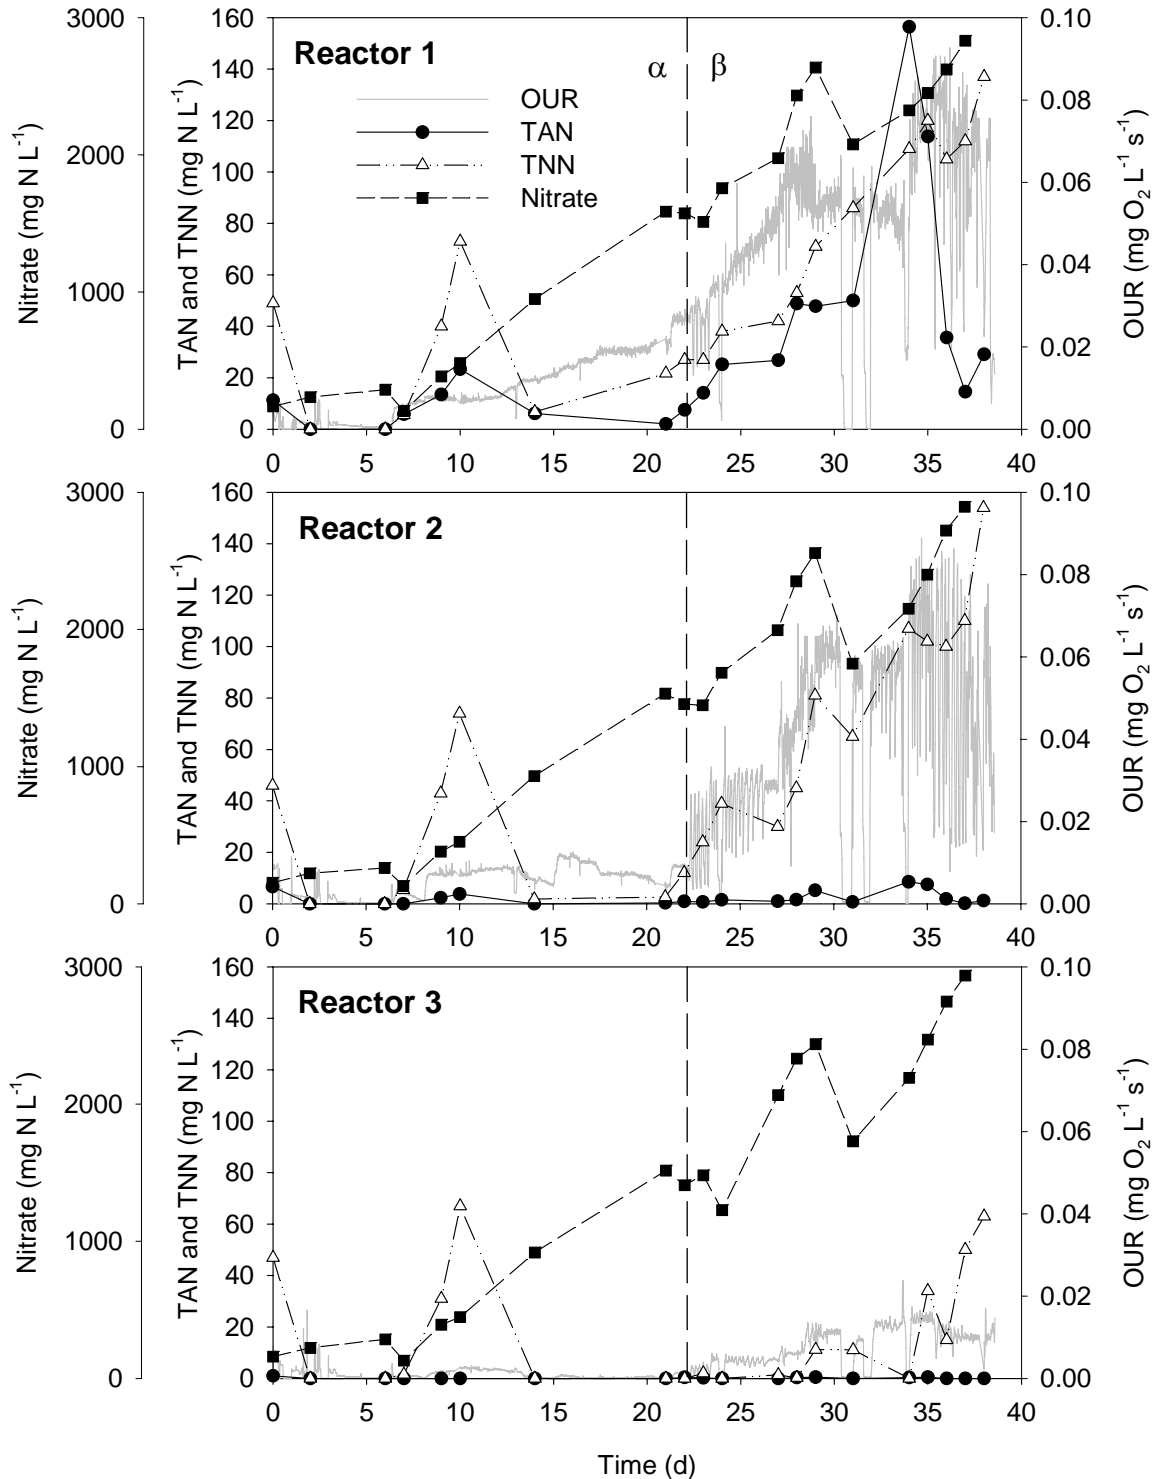 Reactor 1
α
β
OUR
TAN
TNN
Nitrate
Nitrate (mg N L⁻¹)
3000
2000
1000
0
TAN and TNN (mg N L⁻¹)
160
140
120
100
80
60
40
20
0
OUR (mg O₂ L⁻¹ s⁻¹)
0.10
0.08
0.06
0.04
0.02
0.00
0 5 10 15 20 25 30 35 40
Reactor 2
Nitrate (mg N L⁻¹)
3000
2000
1000
0
TAN and TNN (mg N L⁻¹)
160
140
120
100
80
60
40
20
0
OUR (mg O₂ L⁻¹ s⁻¹)
0.10
0.08
0.06
0.04
0.02
0.00
0 5 10 15 20 25 30 35 40
Reactor 3
Nitrate (mg N L⁻¹)
3000
2000
1000
0
TAN and TNN (mg N L⁻¹)
160
140
120
100
80
60
40
20
0
OUR (mg O₂ L⁻¹ s⁻¹)
0.10
0.08
0.06
0.04
0.02
0.00
0 5 10 15 20 25 30 35 40
Time (d)